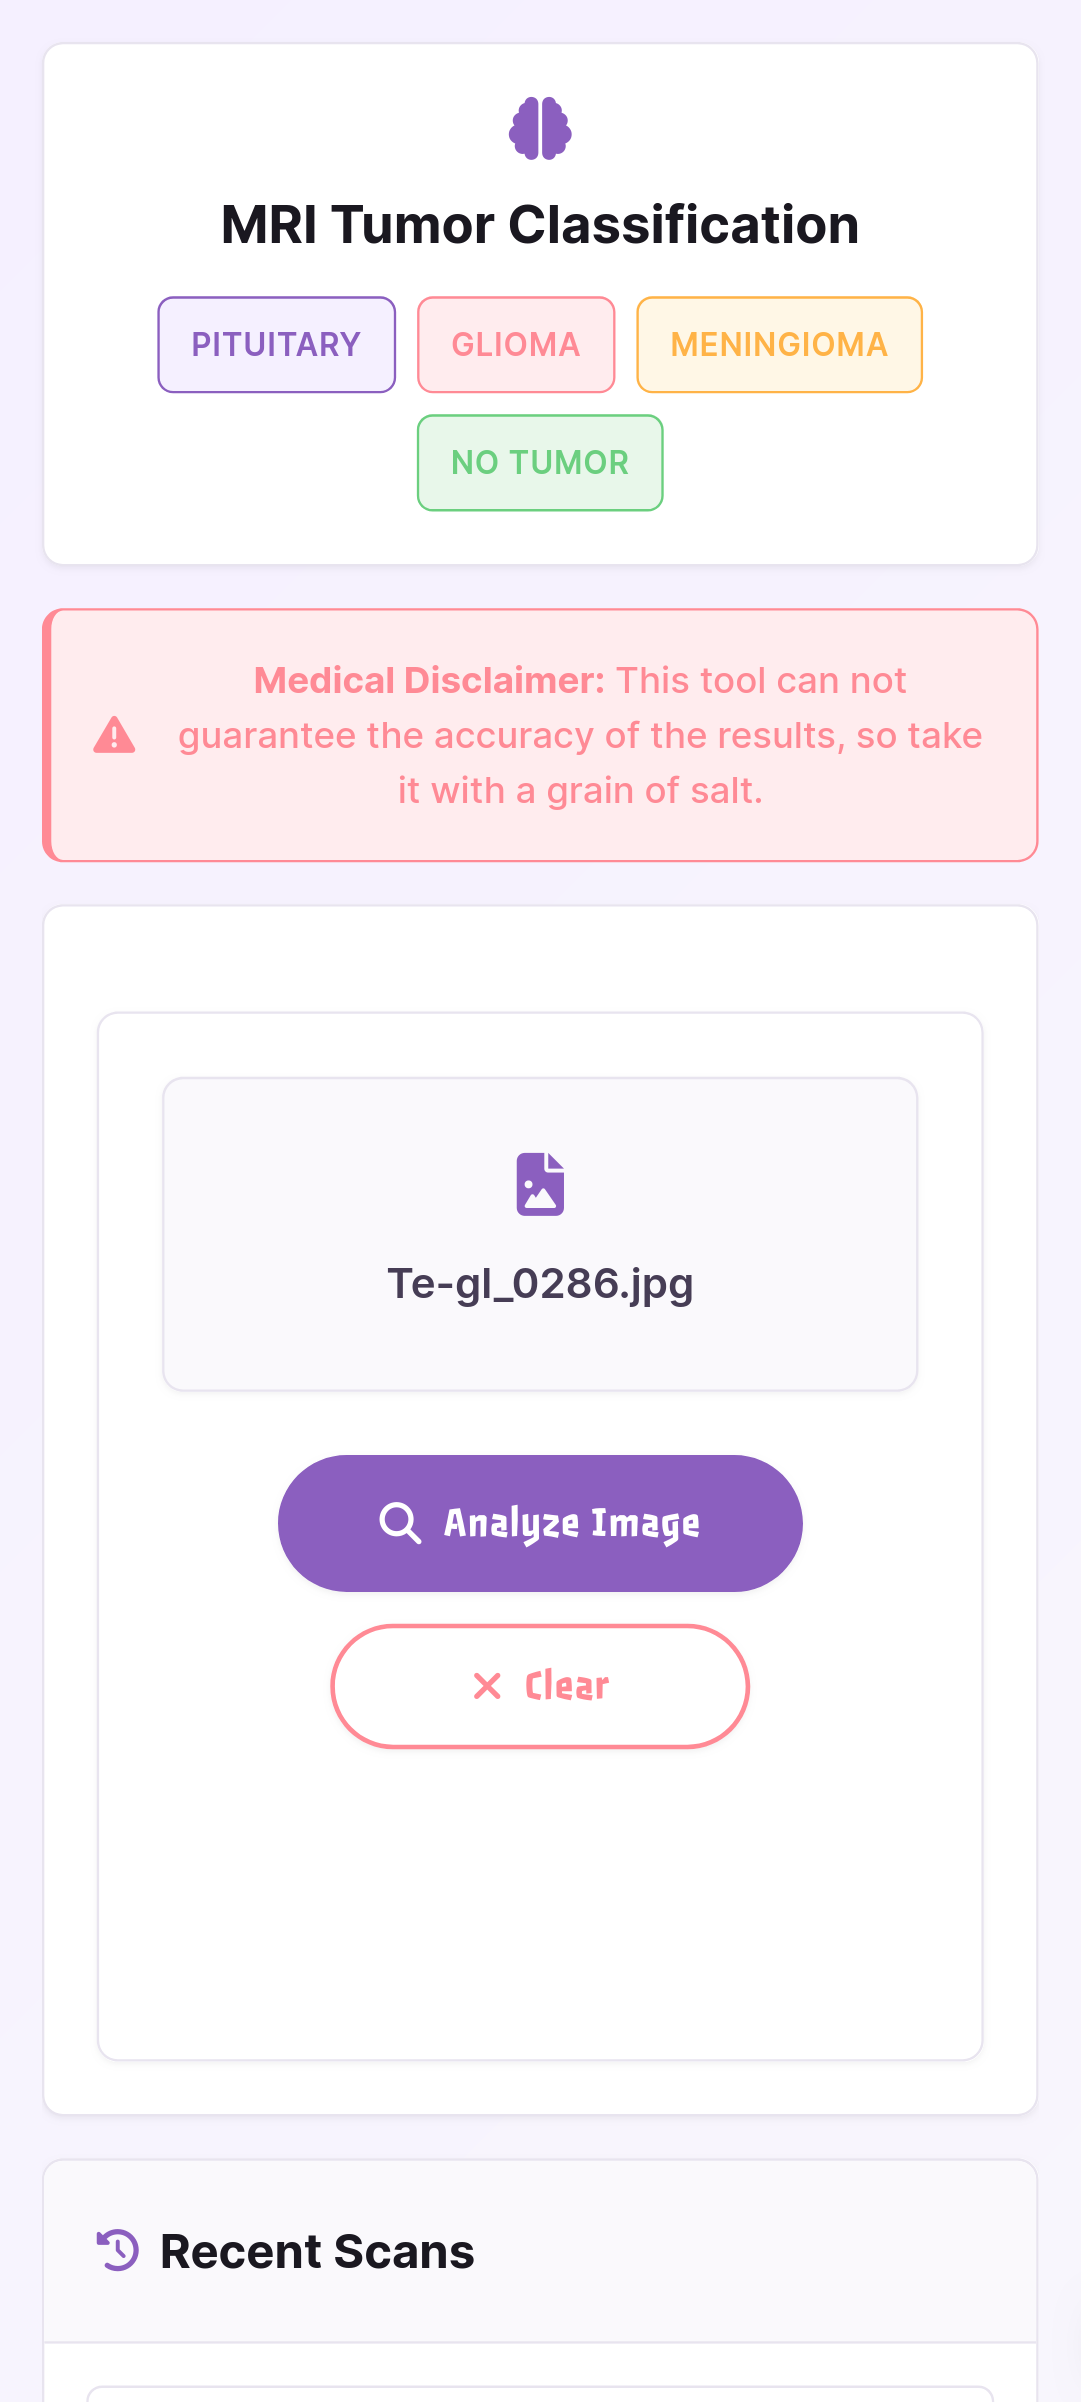 MRI Tumor Classification
PITUITARY
GLIOMA
MENINGIOMA
NO TUMOR
Medical Disclaimer: This tool can not
guarantee the accuracy of the results, so take
it with a grain of salt.
Te-gl_0286.jpg
Analyze Image
Clear
Recent Scans